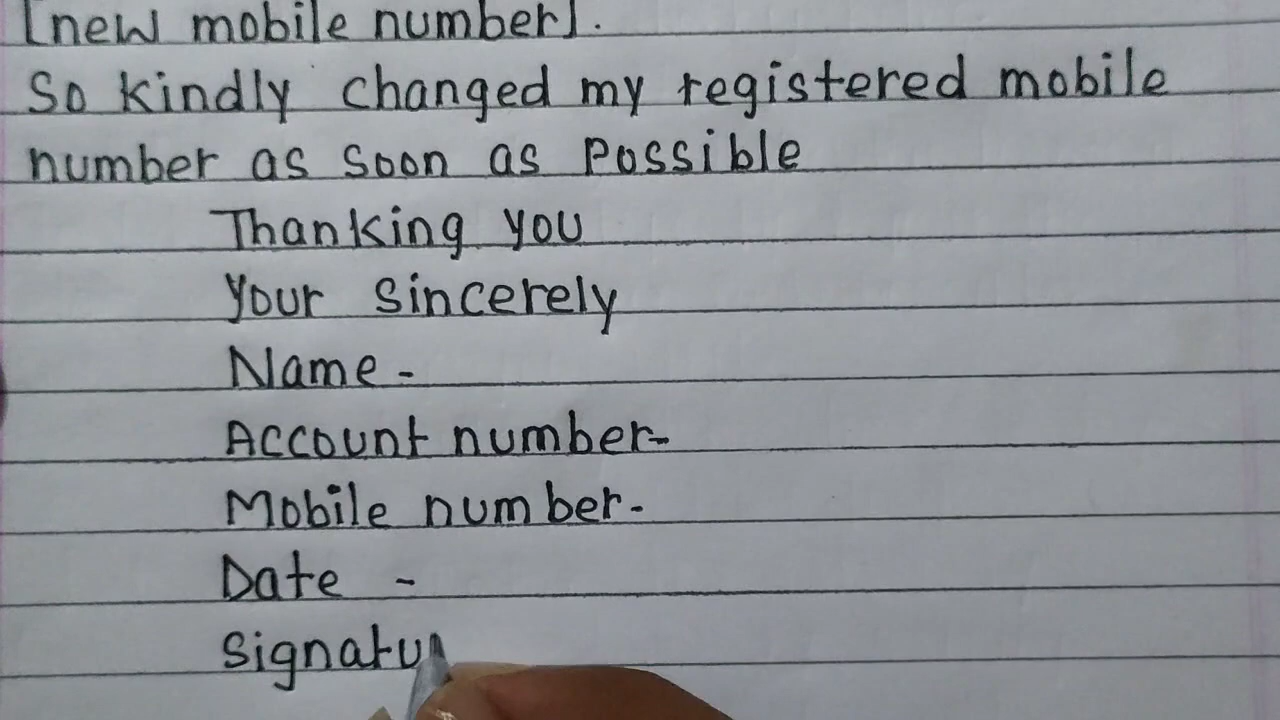 [new mobile number].
So kindly changed my registered mobile
number as soon as possible
Thanking you
Your sincerely
Name -
Account number-
Mobile number-
Date -
Signatu